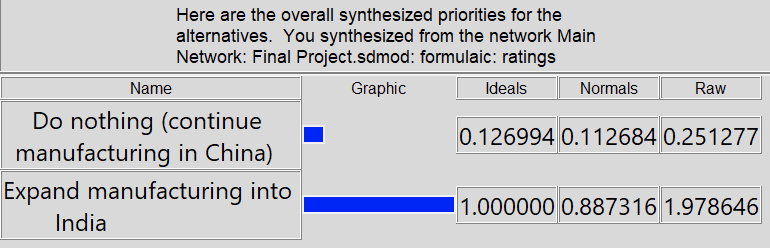 Here are the overall synthesized priorities for the
alternatives.  You synthesized from the network Main
Network: Final Project.sdmod: formulaic: ratings
Name Graphic Ideals Normals Raw
Do nothing (continue
manufacturing in China) 0.126994 0.112684 0.251277
Expand manufacturing into
India 1.000000 0.887316 1.978646